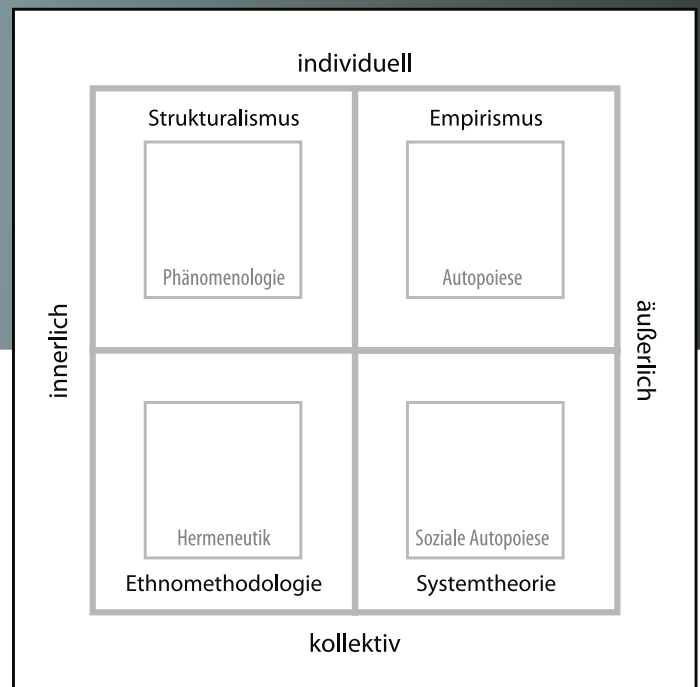 individuell
Strukturalismus
Empirismus
Phänomenologie
Autopoiese
innerlich
äußerlich
Hermeneutik
Soziale Autopoiese
Ethnomethodologie
Systemtheorie
kollektiv